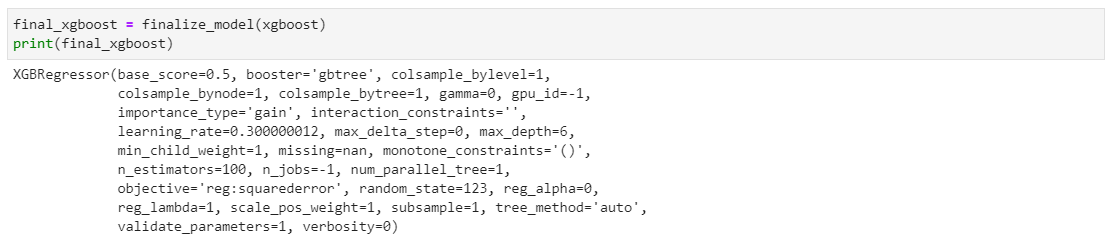 final_xgboost = finalize_model(xgboost)
print(final_xgboost)
XGBRegressor(base_score=0.5, booster='gbtree', colsample_bylevel=1,
             colsample_bynode=1, colsample_bytree=1, gamma=0, gpu_id=-1,
             importance_type='gain', interaction_constraints='',
             learning_rate=0.300000012, max_delta_step=0, max_depth=6,
             min_child_weight=1, missing=nan, monotone_constraints='()',
             n_estimators=100, n_jobs=-1, num_parallel_tree=1,
             objective='reg:squarederror', random_state=123, reg_alpha=0,
             reg_lambda=1, scale_pos_weight=1, subsample=1, tree_method='auto',
             validate_parameters=1, verbosity=0)